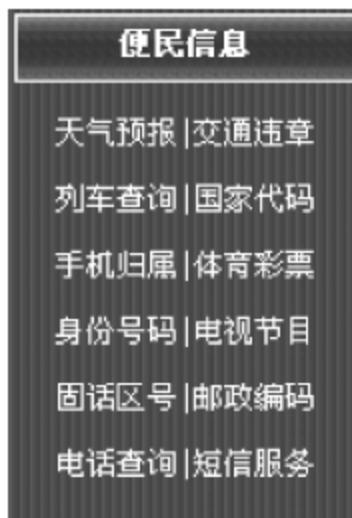 便民信息
天气预报|交通违章
列车查询|国家代码
手机归属|体育彩票
身份号码|电视节目
固话区号|邮政编码
电话查询|短信服务